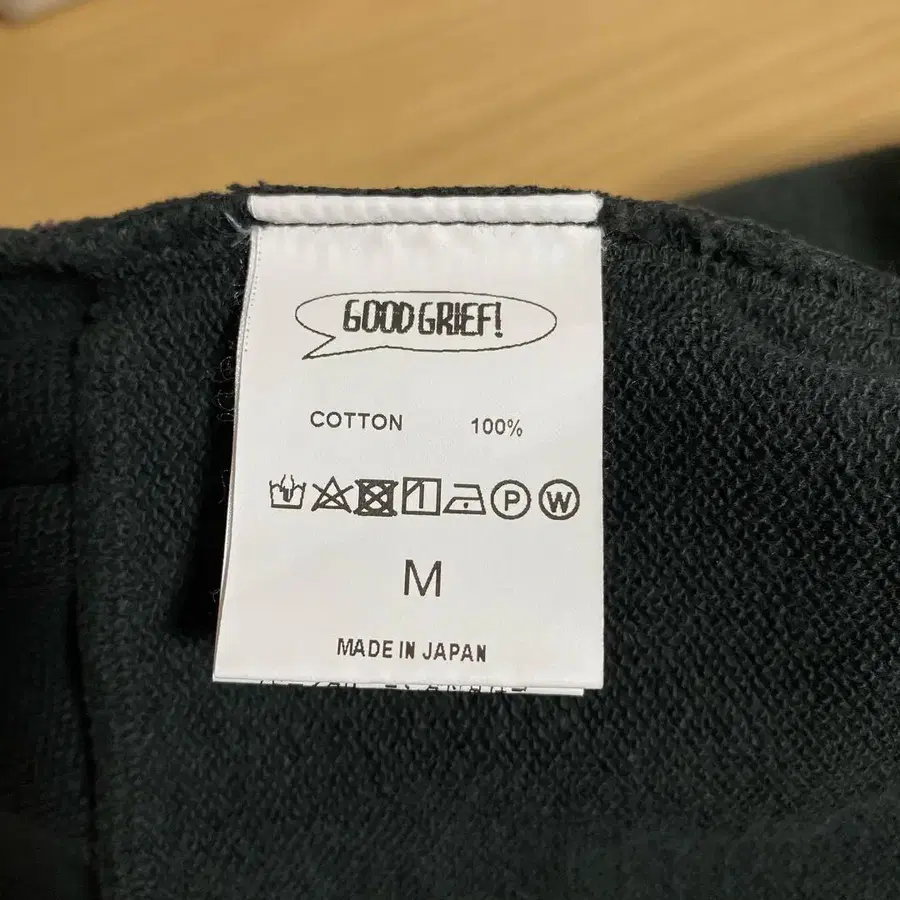 GOOD GRIEF!
COTTON 100%
P W
M
MADE IN JAPAN